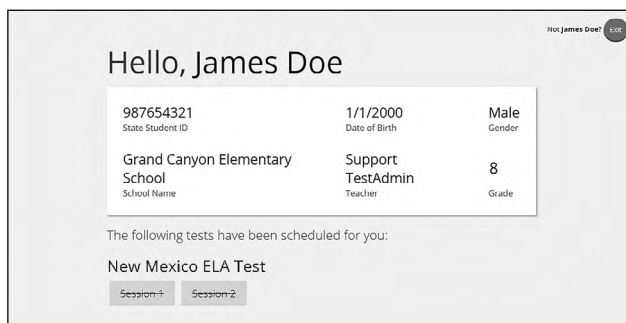 Not James Doe? Exit
Hello, James Doe
987654321 1/1/2000 Male
State Student ID Date of Birth Gender
Grand Canyon Elementary Support 8
School TestAdmin
School Name Teacher Grade
The following tests have been scheduled for you:
New Mexico ELA Test
Session 1 Session 2